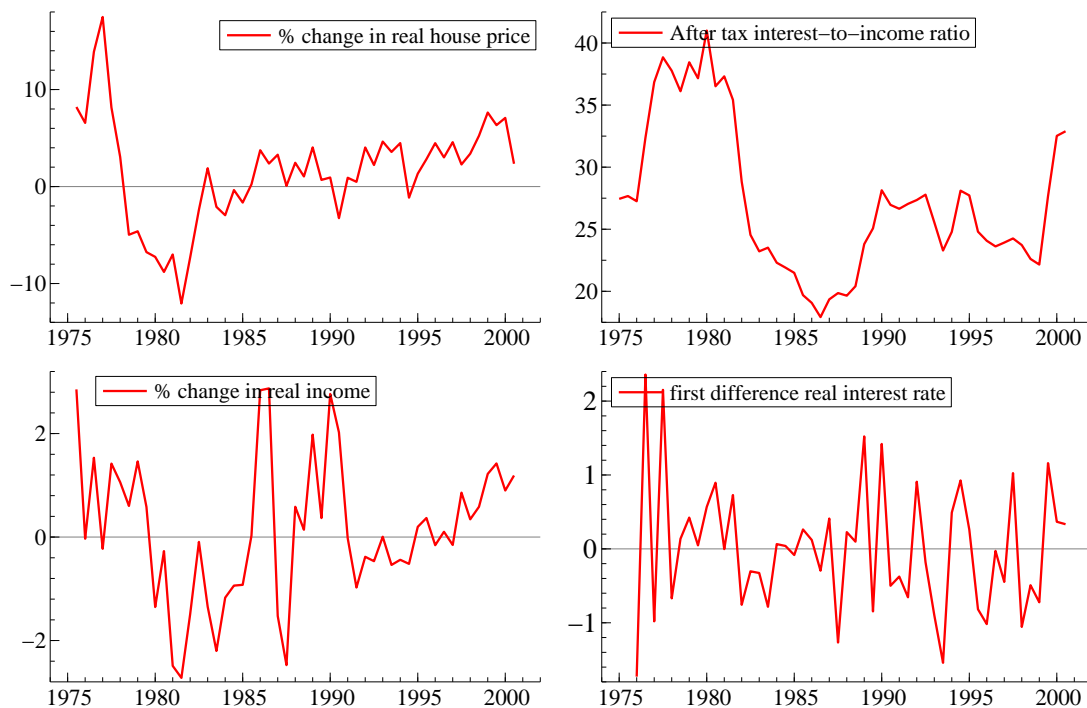 % change in real house price
10
0
−10
1975 1980 1985 1990 1995 2000
After tax interest−to−income ratio
40
35
30
25
20
1975 1980 1985 1990 1995 2000
% change in real income
2
0
−2
1975 1980 1985 1990 1995 2000
first difference real interest rate
2
1
0
−1
1975 1980 1985 1990 1995 2000